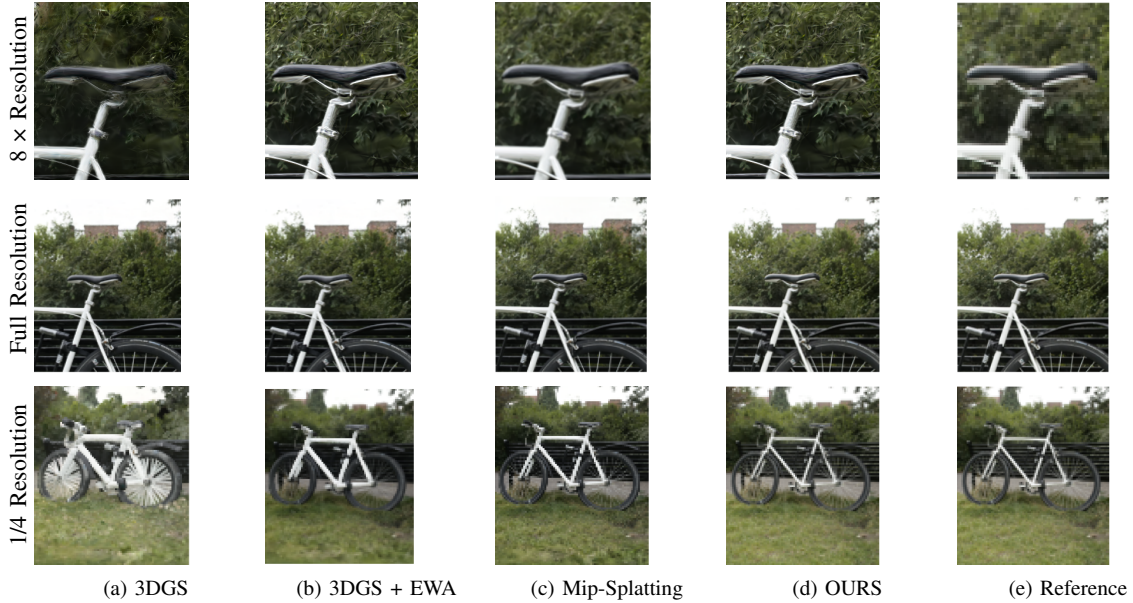 8 × Resolution
Full Resolution
1/4 Resolution
(a) 3DGS
(b) 3DGS + EWA
(c) Mip-Splatting
(d) OURS
(e) Reference